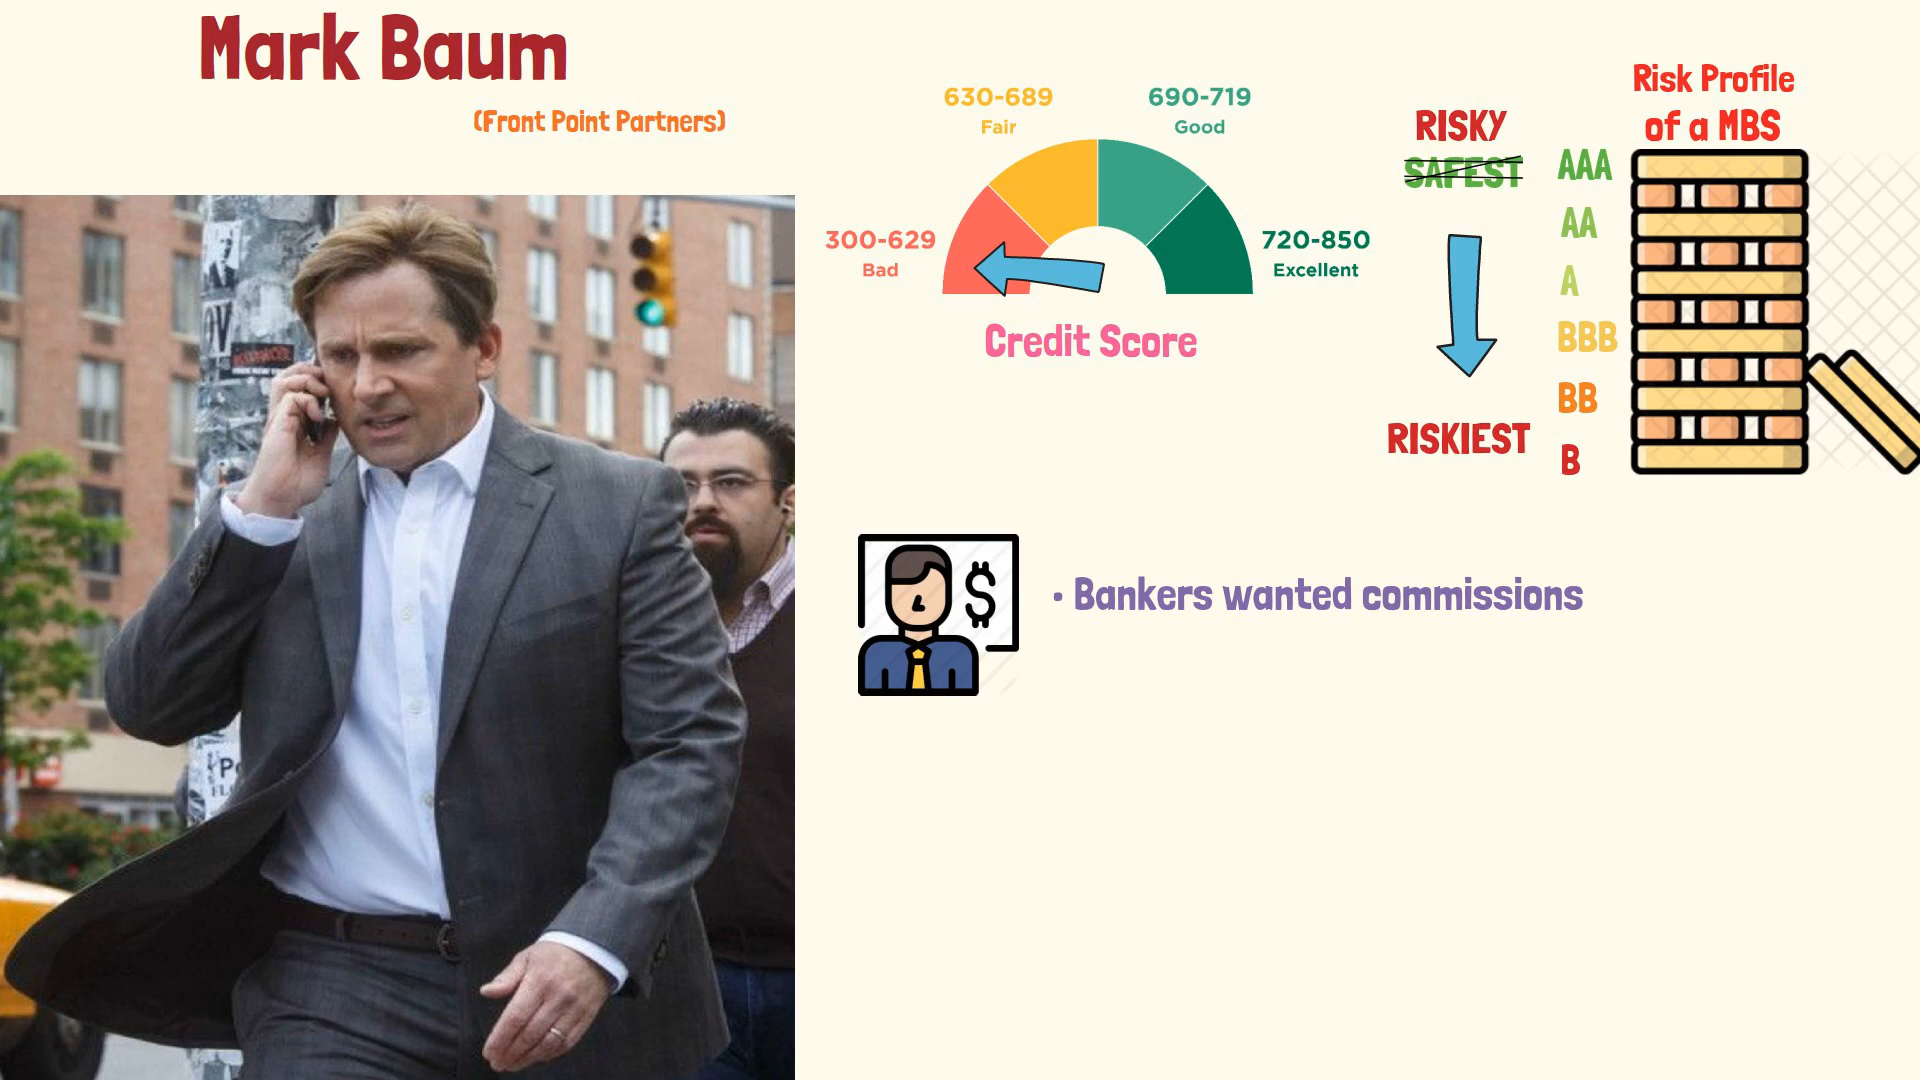 Mark Baum
(Front Point Partners)
630-689
Fair
690-719
Good
300-629
Bad
720-850
Excellent
Credit Score
RISKY
SAFEST
RISKIEST
Risk Profile
of a MBS
AAA
AA
A
BBB
BB
B
$
• Bankers wanted commissions